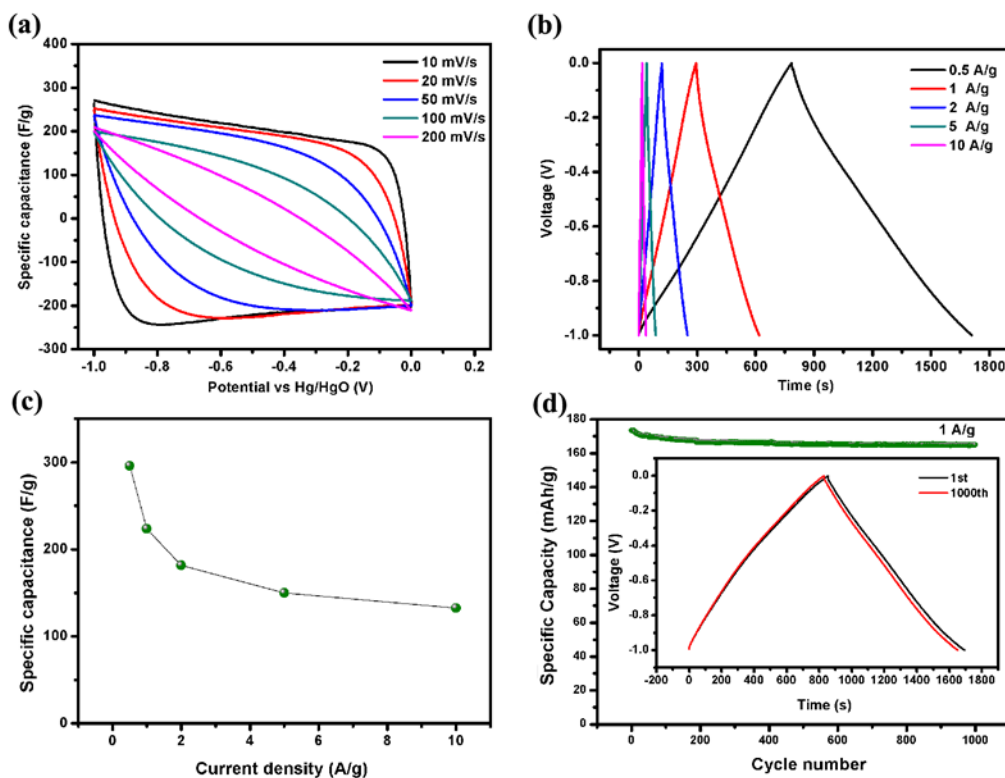 (a)
10 mV/s
20 mV/s
50 mV/s
100 mV/s
200 mV/s
Specific capacitance (F/g)
400
300
200
100
0
-100
-200
-300
-1.0 -0.8 -0.6 -0.4 -0.2 0.0 0.2
Potential vs Hg/HgO (V)
(b)
0.5 A/g
1 A/g
2 A/g
5 A/g
10 A/g
Voltage (V)
0.0
-0.2
-0.4
-0.6
-0.8
-1.0
0 300 600 900 1200 1500 1800
Time (s)
(c)
Specific capacitance (F/g)
300
250
200
150
100
50
0
0 2 4 6 8 10
Current density (A/g)
(d)
1 A/g
Specific Capacity (mAh/g)
180
160
140
120
100
80
60
40
20
0
0 200 400 600 800 1000
Cycle number
1st
1000th
Voltage (V)
0.0
-0.2
-0.4
-0.6
-0.8
-1.0
-200 0 200 400 600 800 1000 1200 1400 1600 1800
Time (s)